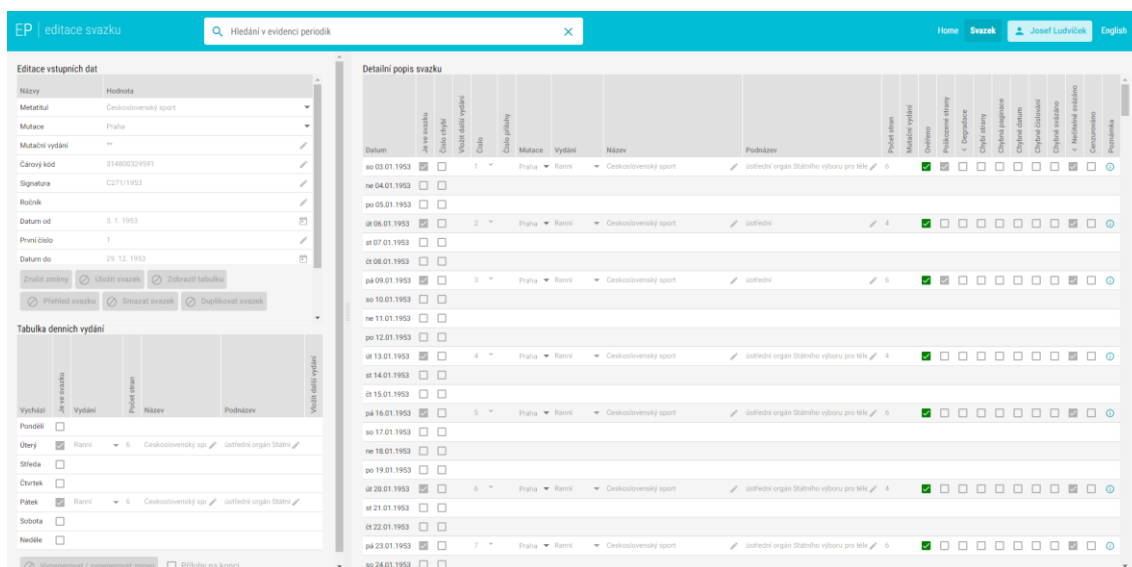 EP | editace svazku
Hledání v evidenci periodik
Home Svazek Josef Ludvíček English
Editace vstupních dat
Názvy Hodnota
Metatitul Československý sport
Mutace Praha
Mutační vydání **
Čárový kód 314800329591
Signatura C271/1953
Ročník
Datum od 3. 1. 1953
První číslo 1
Datum do 29. 12. 1953
Zrušit změny Uložit svazek Zobrazit tabulku
Přehled svazku Smazat svazek Duplikovat svazek
Tabulka denních vydání
Vychází Je ve svazku Vydání Počet stran Název Podnázev Vložit další vydání
Pondělí
Úterý Ranní 6 Československý spo ústřední orgán Státní
Středa
Čtvrtek
Pátek Ranní 6 Československý spo ústřední orgán Státní
Sobota
Neděle
Vygenerovat / přegenerovat deník Přílohy na konci
Detailní popis svazku
Datum Je ve svazku Číslo chybí Vložit další vydání Číslo Číslo přílohy Mutace Vydání Název Podnázev Počet stran Mutační vydání Ověřeno Poškozené strany < Degradace Chybí strany Chybná paginace Chybné datum Chybné číslování Chybně svázáno < Nečitelně svázáno Cenzurováno Poznámka
so 03.01.1953 1 Praha Ranní Československý sport ústřední orgán Státního výboru pro těle 6
ne 04.01.1953
po 05.01.1953
út 06.01.1953 2 Praha Ranní Československý sport ústřední 4
st 07.01.1953
čt 08.01.1953
pá 09.01.1953 3 Praha Ranní Československý sport ústřední 6
so 10.01.1953
ne 11.01.1953
po 12.01.1953
út 13.01.1953 4 Praha Ranní Československý sport ústřední orgán Státního výboru pro těle 4
st 14.01.1953
čt 15.01.1953
pá 16.01.1953 5 Praha Ranní Československý sport ústřední orgán Státního výboru pro těle 6
so 17.01.1953
ne 18.01.1953
po 19.01.1953
út 20.01.1953 6 Praha Ranní Československý sport ústřední orgán Státního výboru pro těle 4
st 21.01.1953
čt 22.01.1953
pá 23.01.1953 7 Praha Ranní Československý sport ústřední orgán Státního výboru pro těle 6
so 24.01.1953